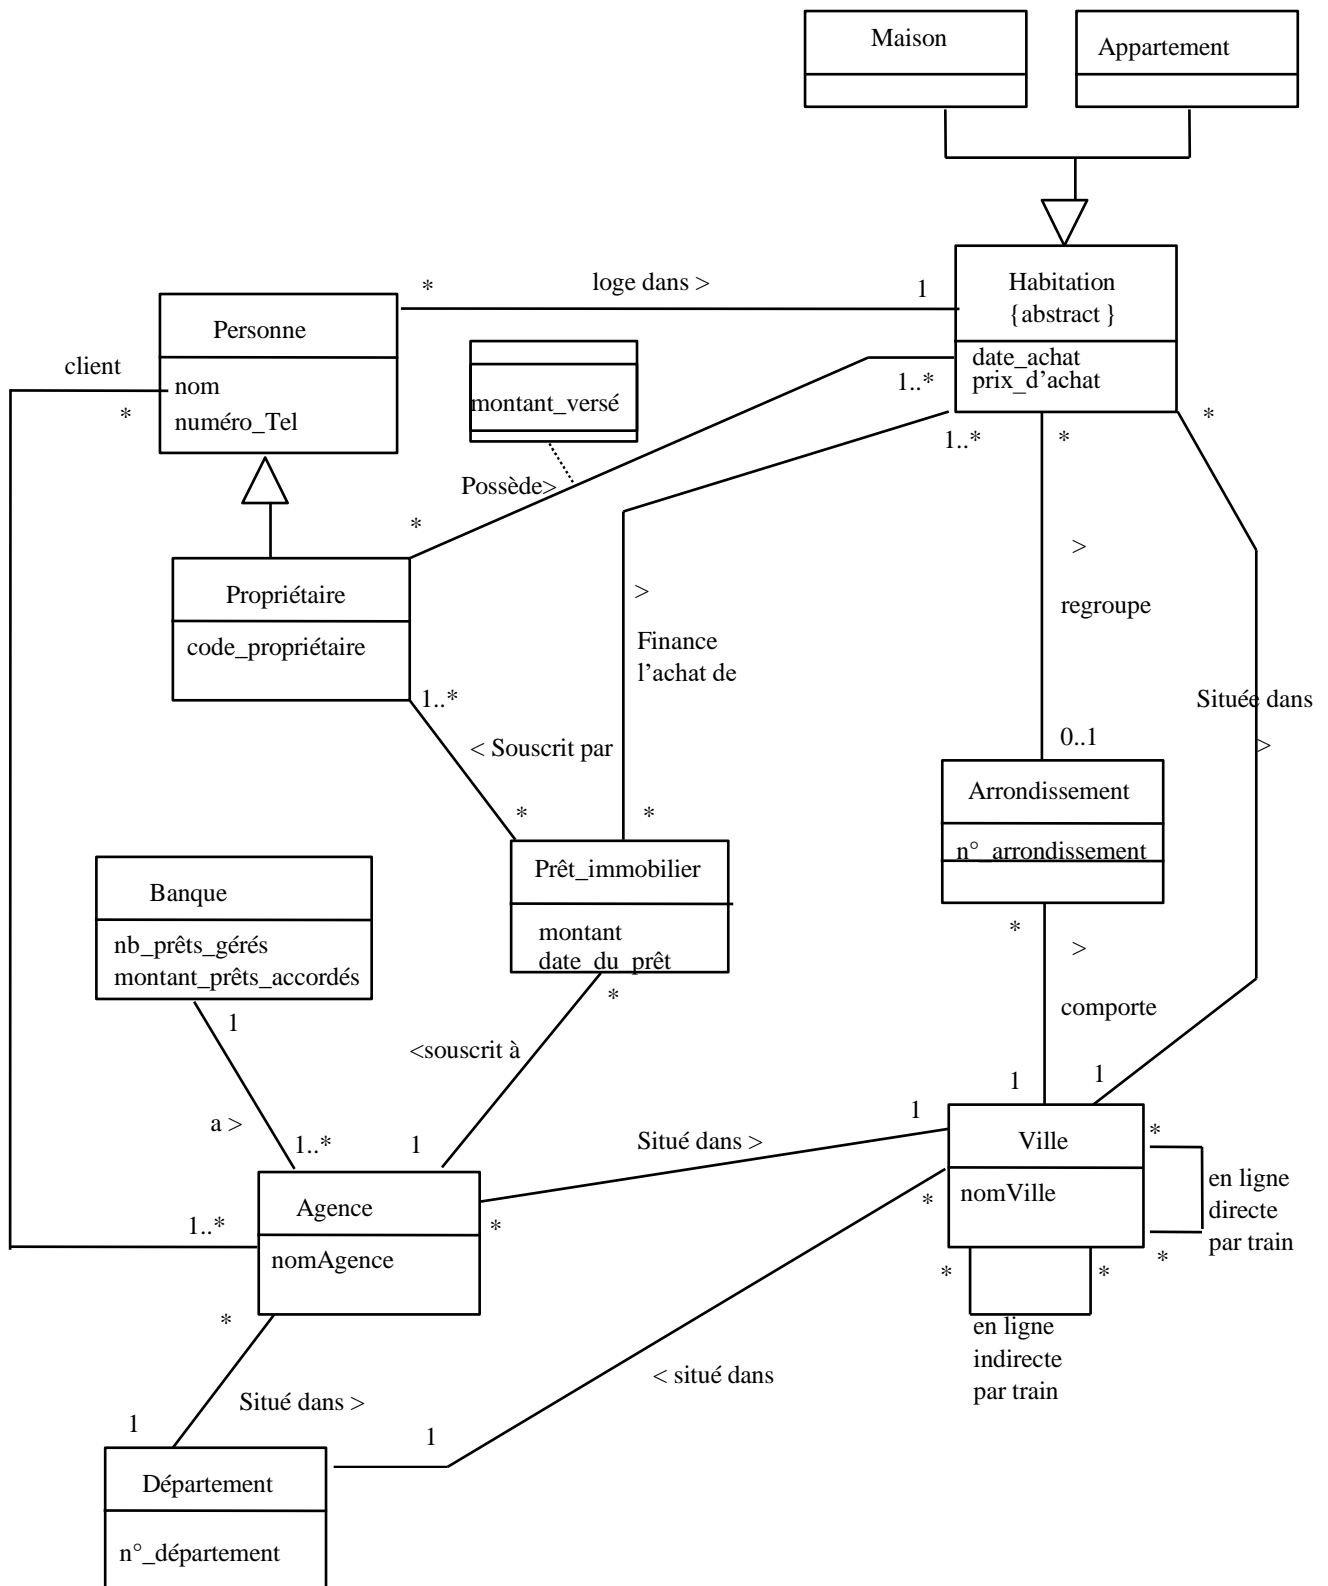 Maison
Appartement
Habitation
{abstract }
date_achat
prix_d'achat
*
loge dans >
1
Personne
nom
numéro_Tel
client
*
montant_versé
1..*
Possède>
*
1..*
*
*
Propriétaire
code_propriétaire
>
Finance
l'achat de
>
regroupe
Située dans
>
1..*
< Souscrit par
*
*
0..1
Arrondissement
n°_arrondissement
Prêt_immobilier
montant
date_du_prêt
Banque
nb_prêts_gérés
montant_prêts_accordés
*
>
comporte
1
*
<souscrit à
a >
1..*
1
1
1
Situé dans >
1
Ville
nomVille
*
en ligne
directe
par train
*
Agence
nomAgence
1..*
*
*
*
*
en ligne
indirecte
par train
*
Situé dans >
1
< situé dans
1
Département
n°_département